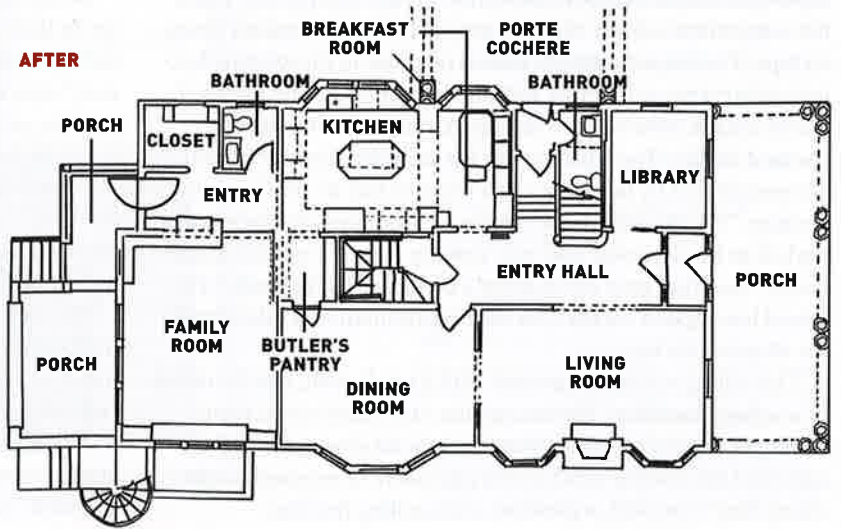 AFTER
BREAKFAST
ROOM
PORTE
COCHERE
BATHROOM
BATHROOM
PORCH
CLOSET
KITCHEN
ENTRY
LIBRARY
ENTRY HALL
PORCH
FAMILY
ROOM
PORCH
BUTLER'S
PANTRY
DINING
ROOM
LIVING
ROOM